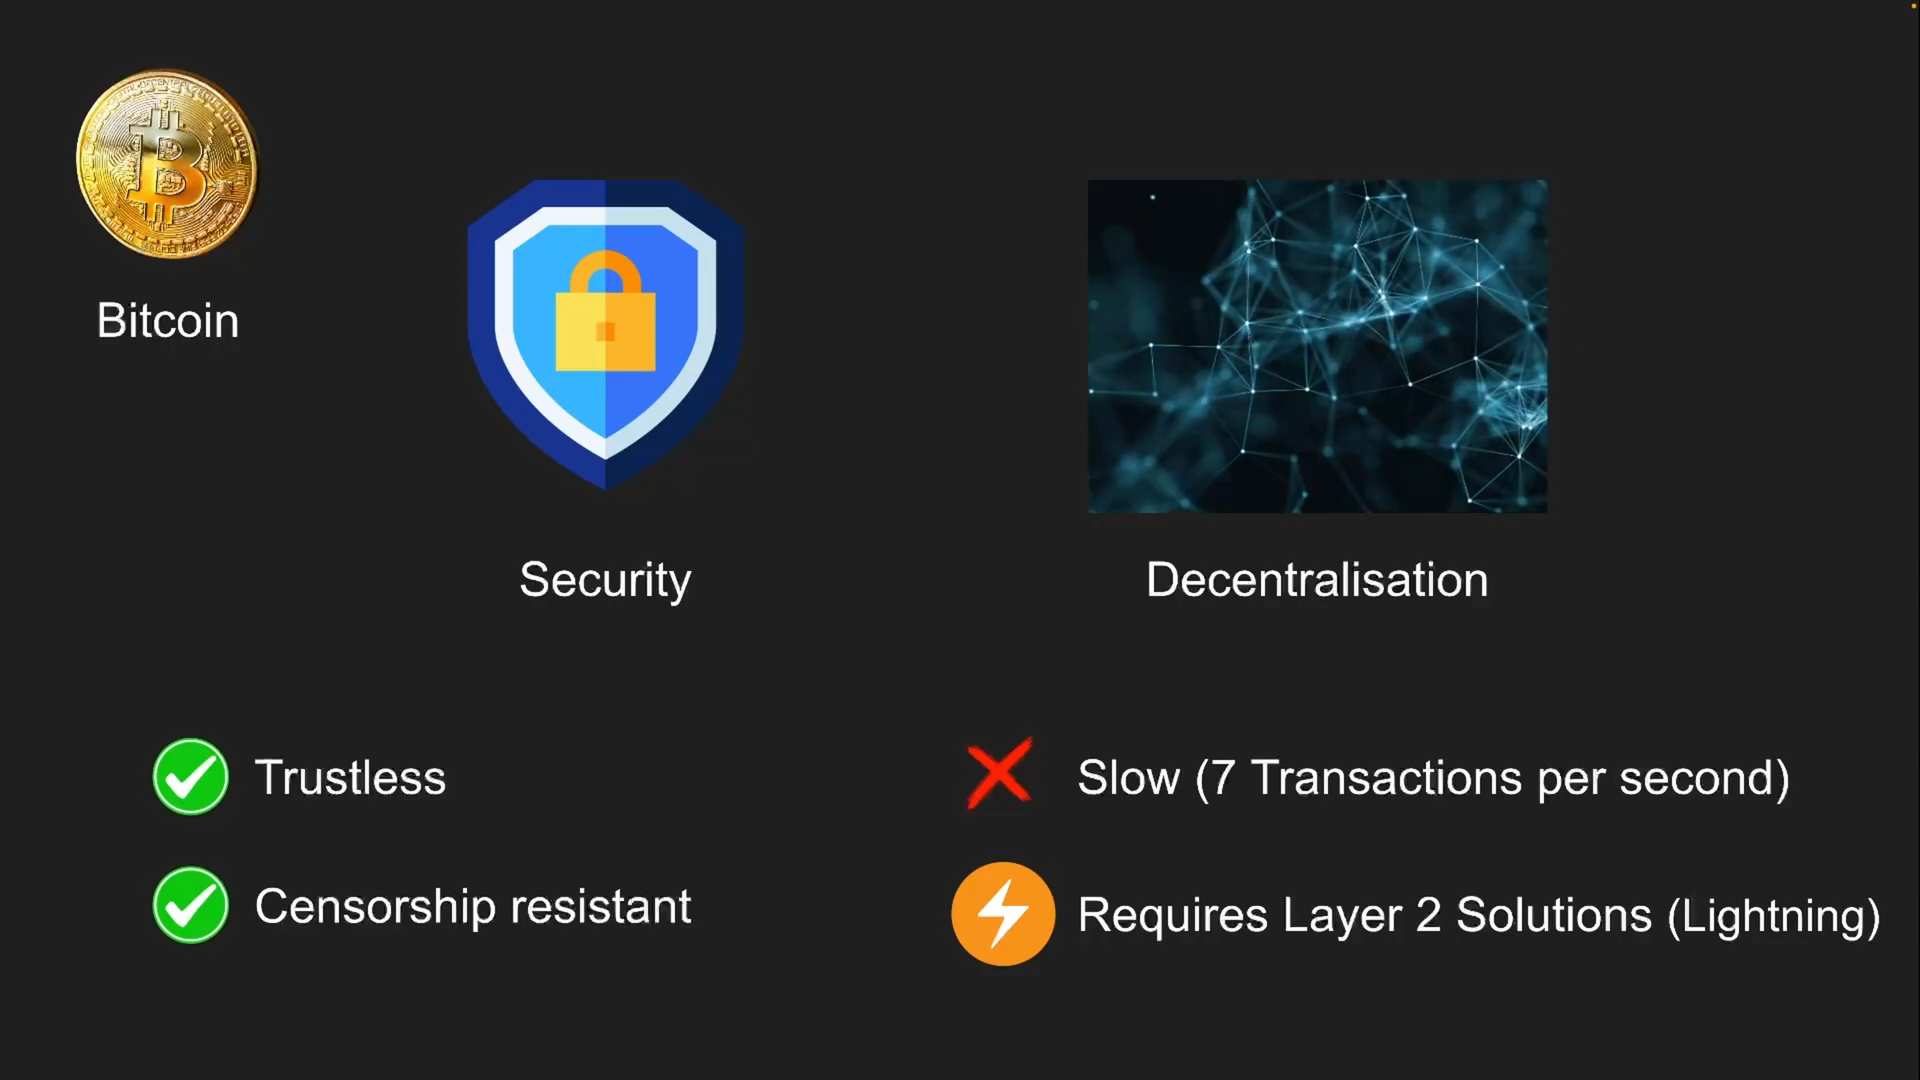 Bitcoin
Security
Decentralisation
Trustless
Slow (7 Transactions per second)
Censorship resistant
Requires Layer 2 Solutions (Lightning)